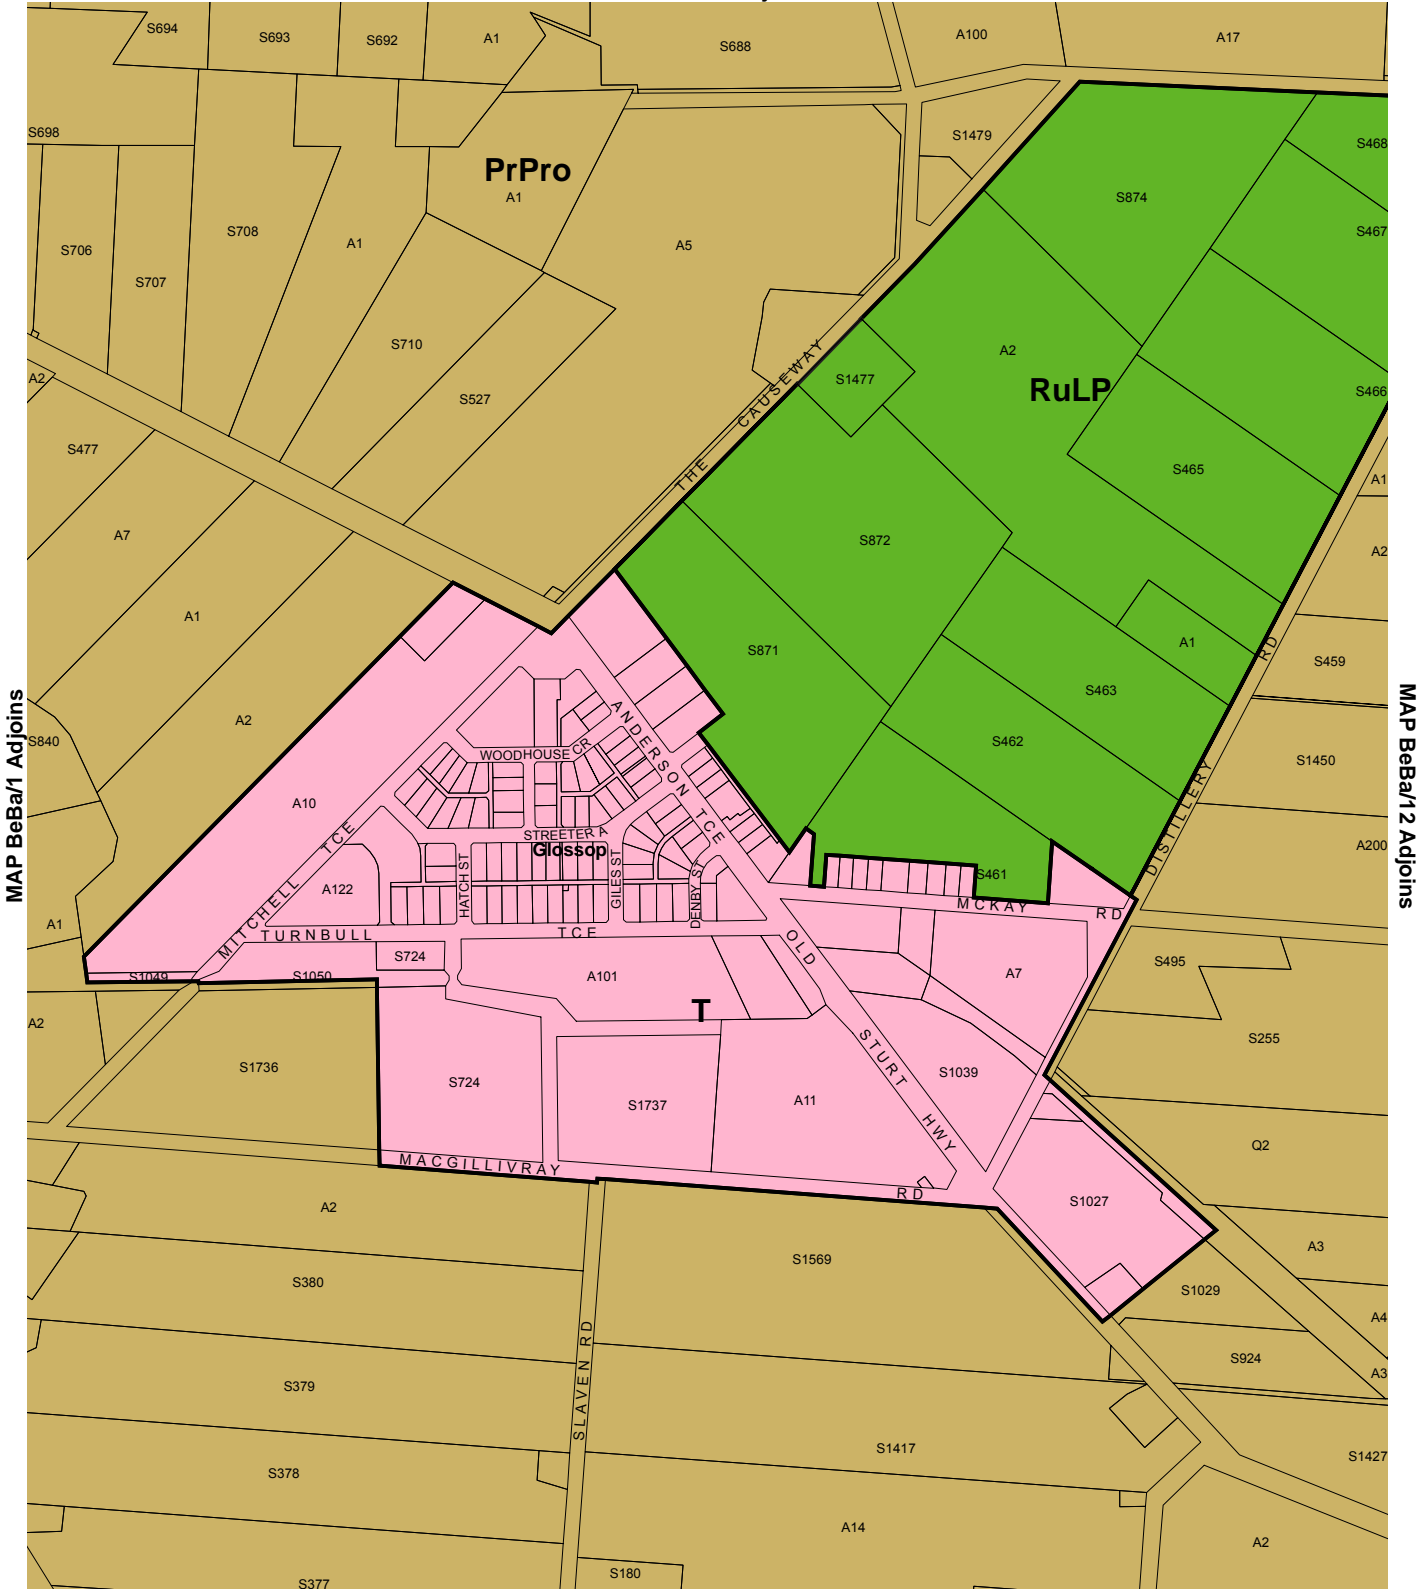 S694
S693
S692
A1
S688
A100
A17
S698
S1479
S468
PrPro
A1
S874
S706
S707
S708
A1
A5
S467
S710
A2
S1477
RuLP
A2
S527
S466
THE CAUSEWAY
S477
S465
A1
A7
S872
A2
A1
S871
A1
RD
S459
S463
A2
S840
ANDERSON TCE
S462
WOODHOUSE CR
S1450
MAP BeBa/1 Adjoins
MAP BeBa/12 Adjoins
A10
DISTILLERY
STREETER A
Glossop
A200
MITCHELL TCE
A122
HATCH ST
GILES ST
DENBY ST
S461
MCKAY
RD
A1
TURNBULL
TCE
OLD
S724
S1049
S1050
A101
A7
S495
T
A2
S255
STURT
HWY
S1736
S724
S1737
A11
S1039
Q2
MACGILLIVRAY
RD
A2
S1027
S1569
A3
S380
S1029
A4
SLAVEN RD
S924
A3
S379
S1417
S1427
S378
A14
A2
S180
S377